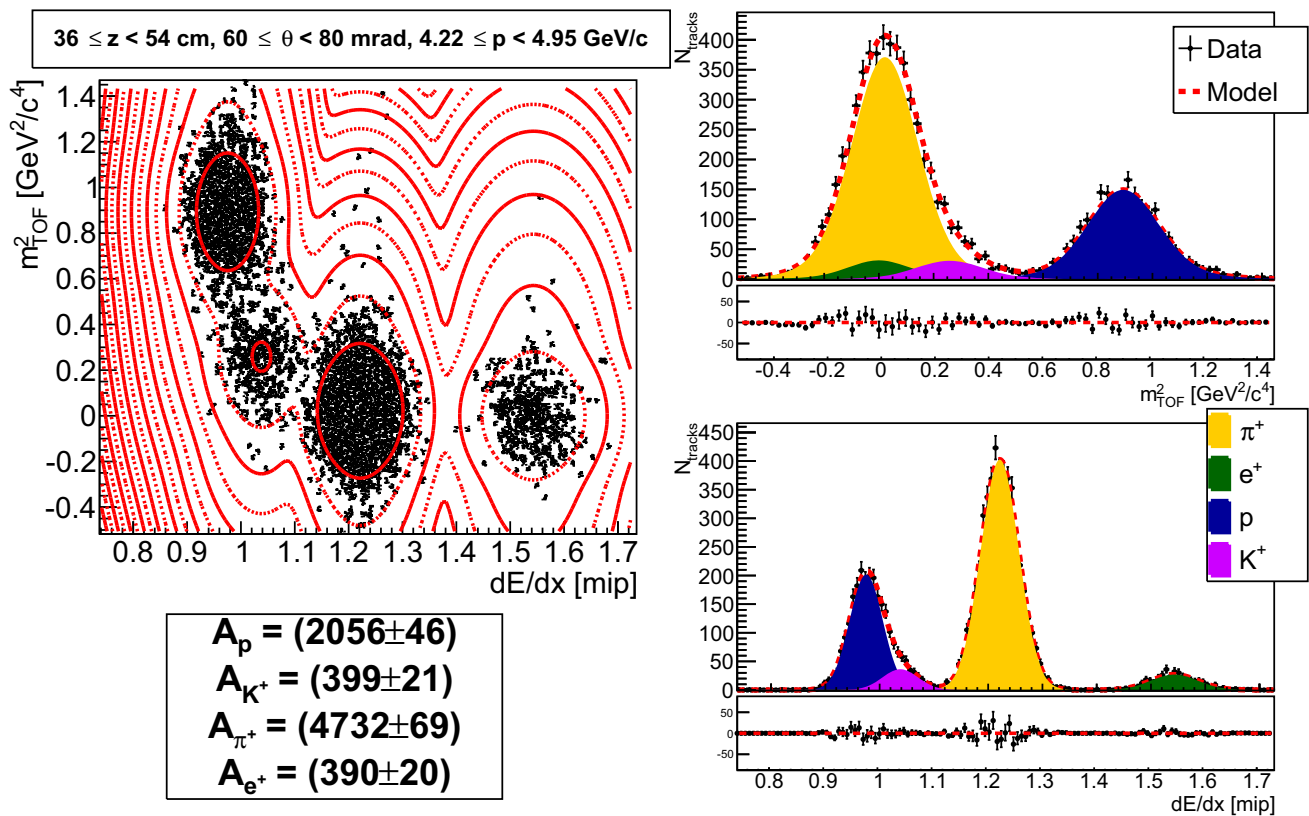 36 ≤ z < 54 cm, 60 ≤ θ < 80 mrad, 4.22 ≤ p < 4.95 GeV/c
m²TOF [GeV²/c⁴]
1.4
1.2
1
0.8
0.6
0.4
0.2
0
-0.2
-0.4
0.8 0.9 1 1.1 1.2 1.3 1.4 1.5 1.6 1.7
dE/dx [mip]
Ap = (2056±46)
AK+ = (399±21)
Aπ+ = (4732±69)
Ae+ = (390±20)
Ntracks
400
350
300
250
200
150
100
50
0
Data
Model
50
0
-50
-0.4 -0.2 0 0.2 0.4 0.6 0.8 1 1.2 1.4
m²TOF [GeV²/c⁴]
Ntracks
450
400
350
300
250
200
150
100
50
0
π+
e+
p
K+
50
0
-50
0.8 0.9 1 1.1 1.2 1.3 1.4 1.5 1.6 1.7
dE/dx [mip]